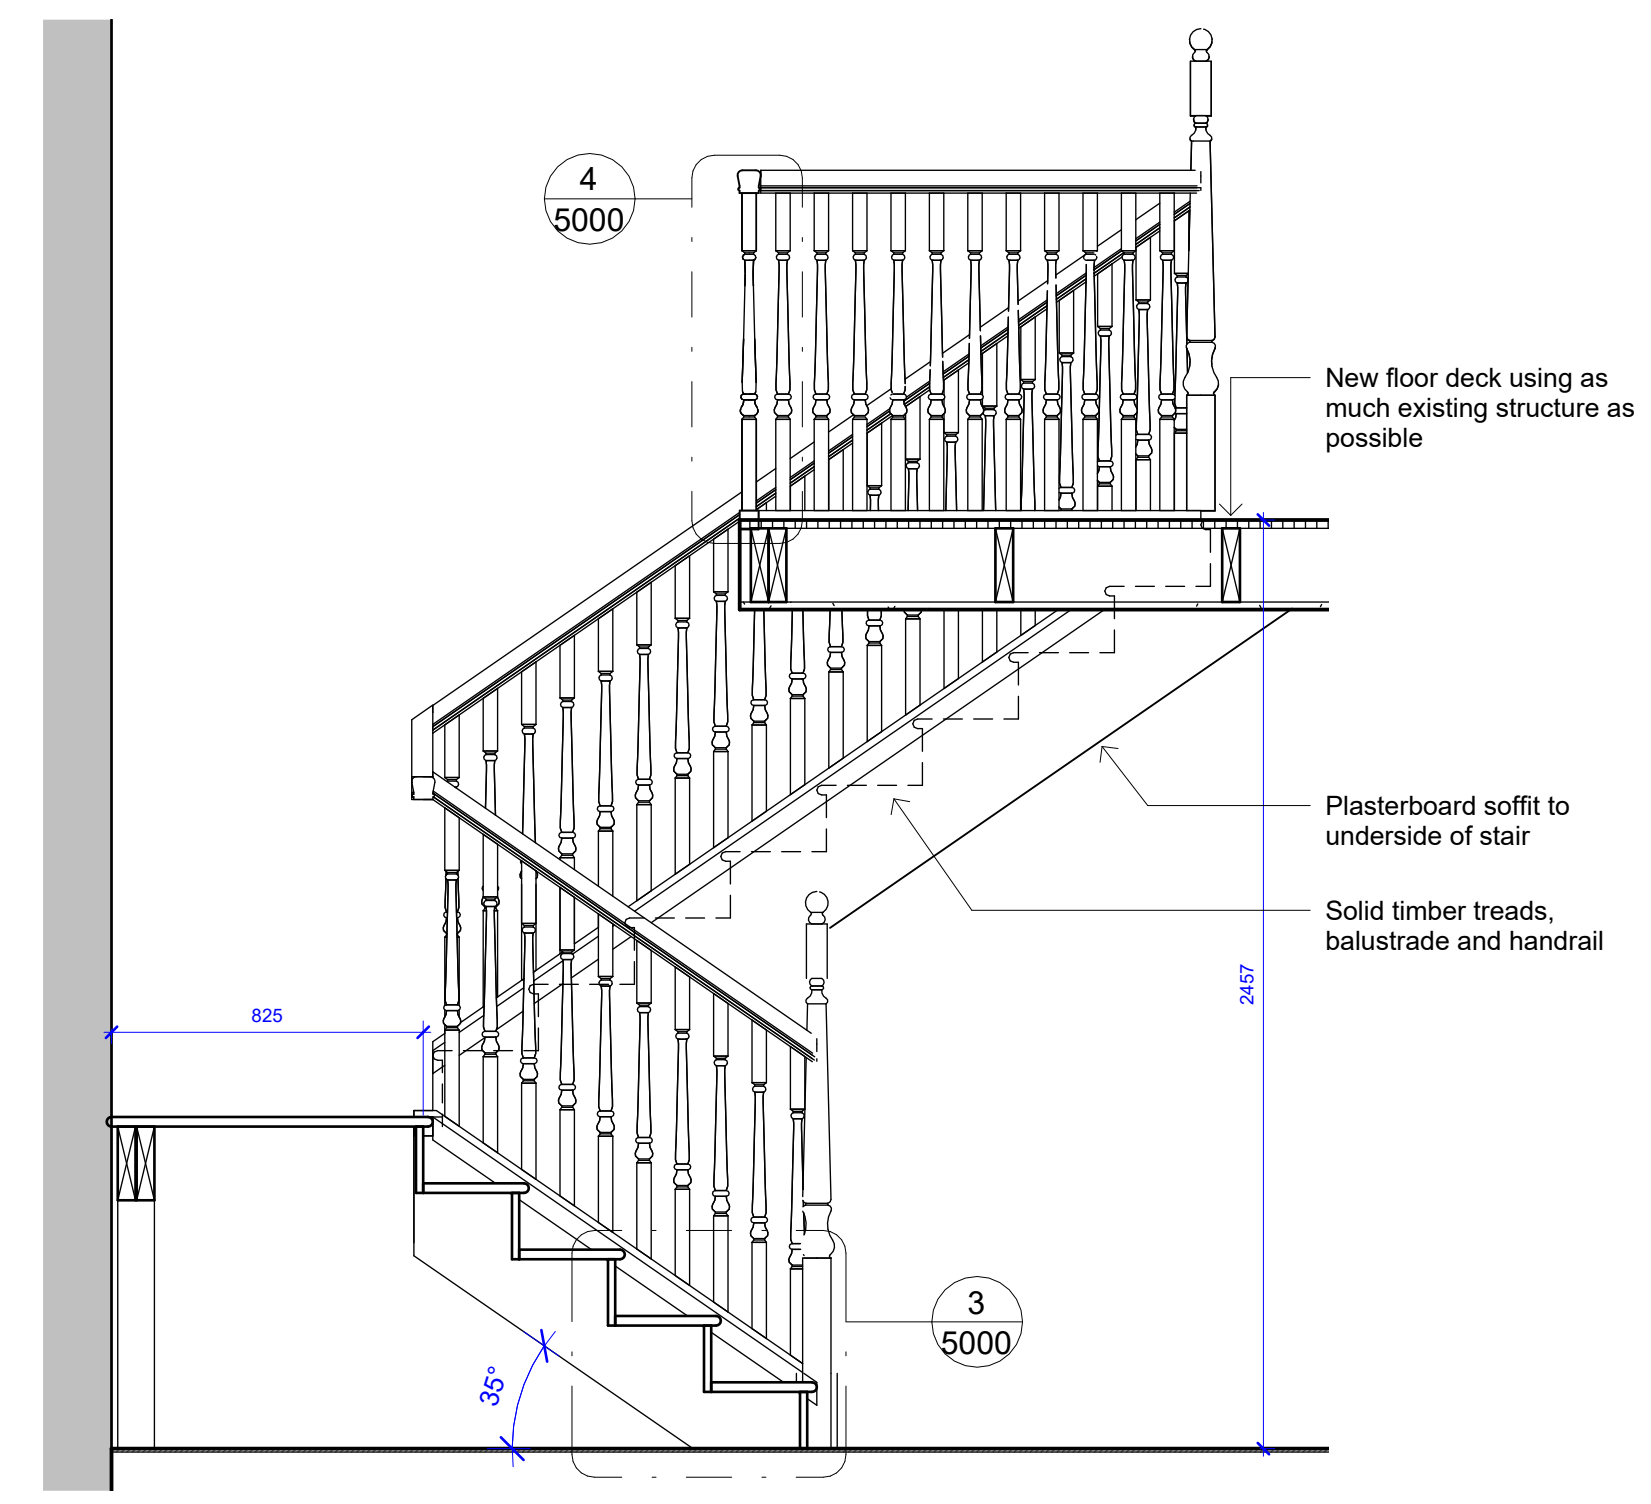 4
5000
New floor deck using as
much existing structure as
possible
Plasterboard soffit to
underside of stair
Solid timber treads,
balustrade and handrail
2457
825
3
5000
35°